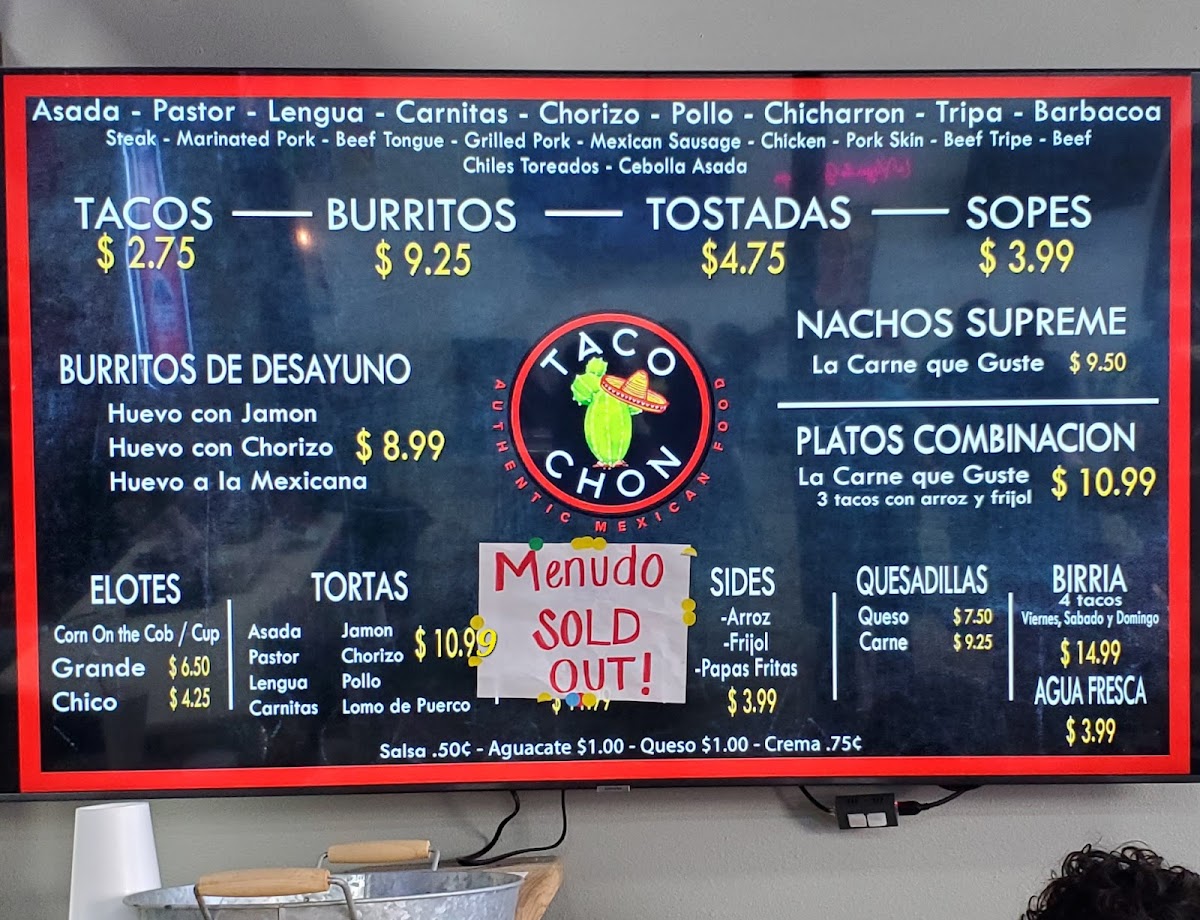 Asada - Pastor - Lengua - Carnitas - Chorizo - Pollo - Chicharron - Tripa - Barbacoa
Steak - Marinated Pork - Beef Tongue - Grilled Pork - Mexican Sausage - Chicken - Pork Skin - Beef Tripe - Beef
Chiles Toreados - Cebolla Asada
TACOS — BURRITOS — TOSTADAS — SOPES
$ 2.75 $ 9.25 $4.75 $ 3.99
BURRITOS DE DESAYUNO
Huevo con Jamon
Huevo con Chorizo $ 8.99
Huevo a la Mexicana
TACO
CHON
AUTHENTIC MEXICAN FOOD
NACHOS SUPREME
La Carne que Guste $ 9.50
PLATOS COMBINACION
La Carne que Guste $ 10.99
3 tacos con arroz y frijol
ELOTES
Corn On the Cob / Cup
Grande $ 6.50
Chico $ 4.25
TORTAS
Asada Jamon $ 10.99
Pastor Chorizo
Lengua Pollo
Carnitas Lomo de Puerco
Menudo
SOLD
OUT!
SIDES
-Arroz
-Frijol
-Papas Fritas
$ 3.99
QUESADILLAS
Queso $ 7.50
Carne $ 9.25
BIRRIA
4 tacos
Viernes, Sabado y Domingo
$ 14.99
AGUA FRESCA
$ 3.99
Salsa .50¢ - Aguacate $1.00 - Queso $1.00 - Crema .75¢